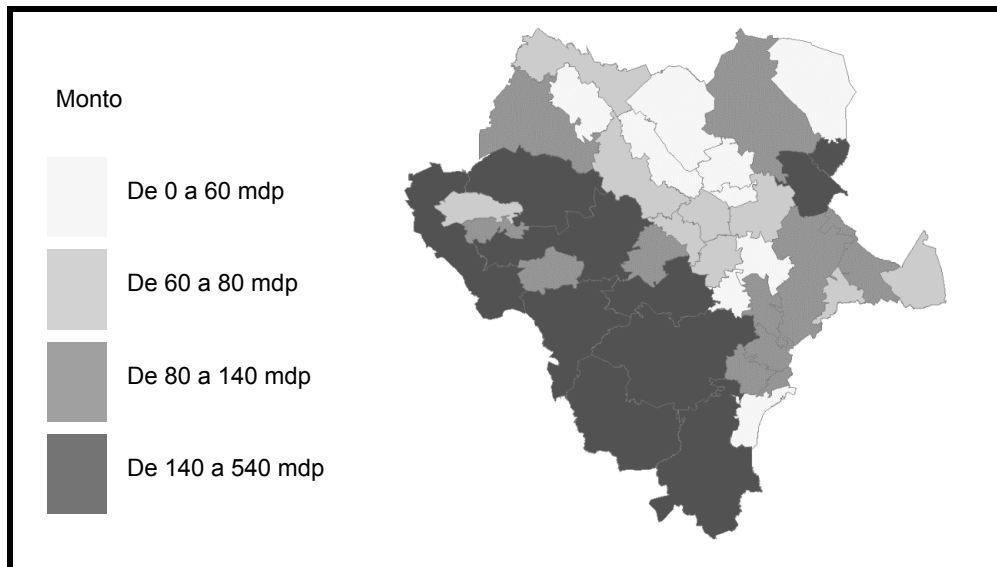 Monto
De 0 a 60 mdp
De 60 a 80 mdp
De 80 a 140 mdp
De 140 a 540 mdp